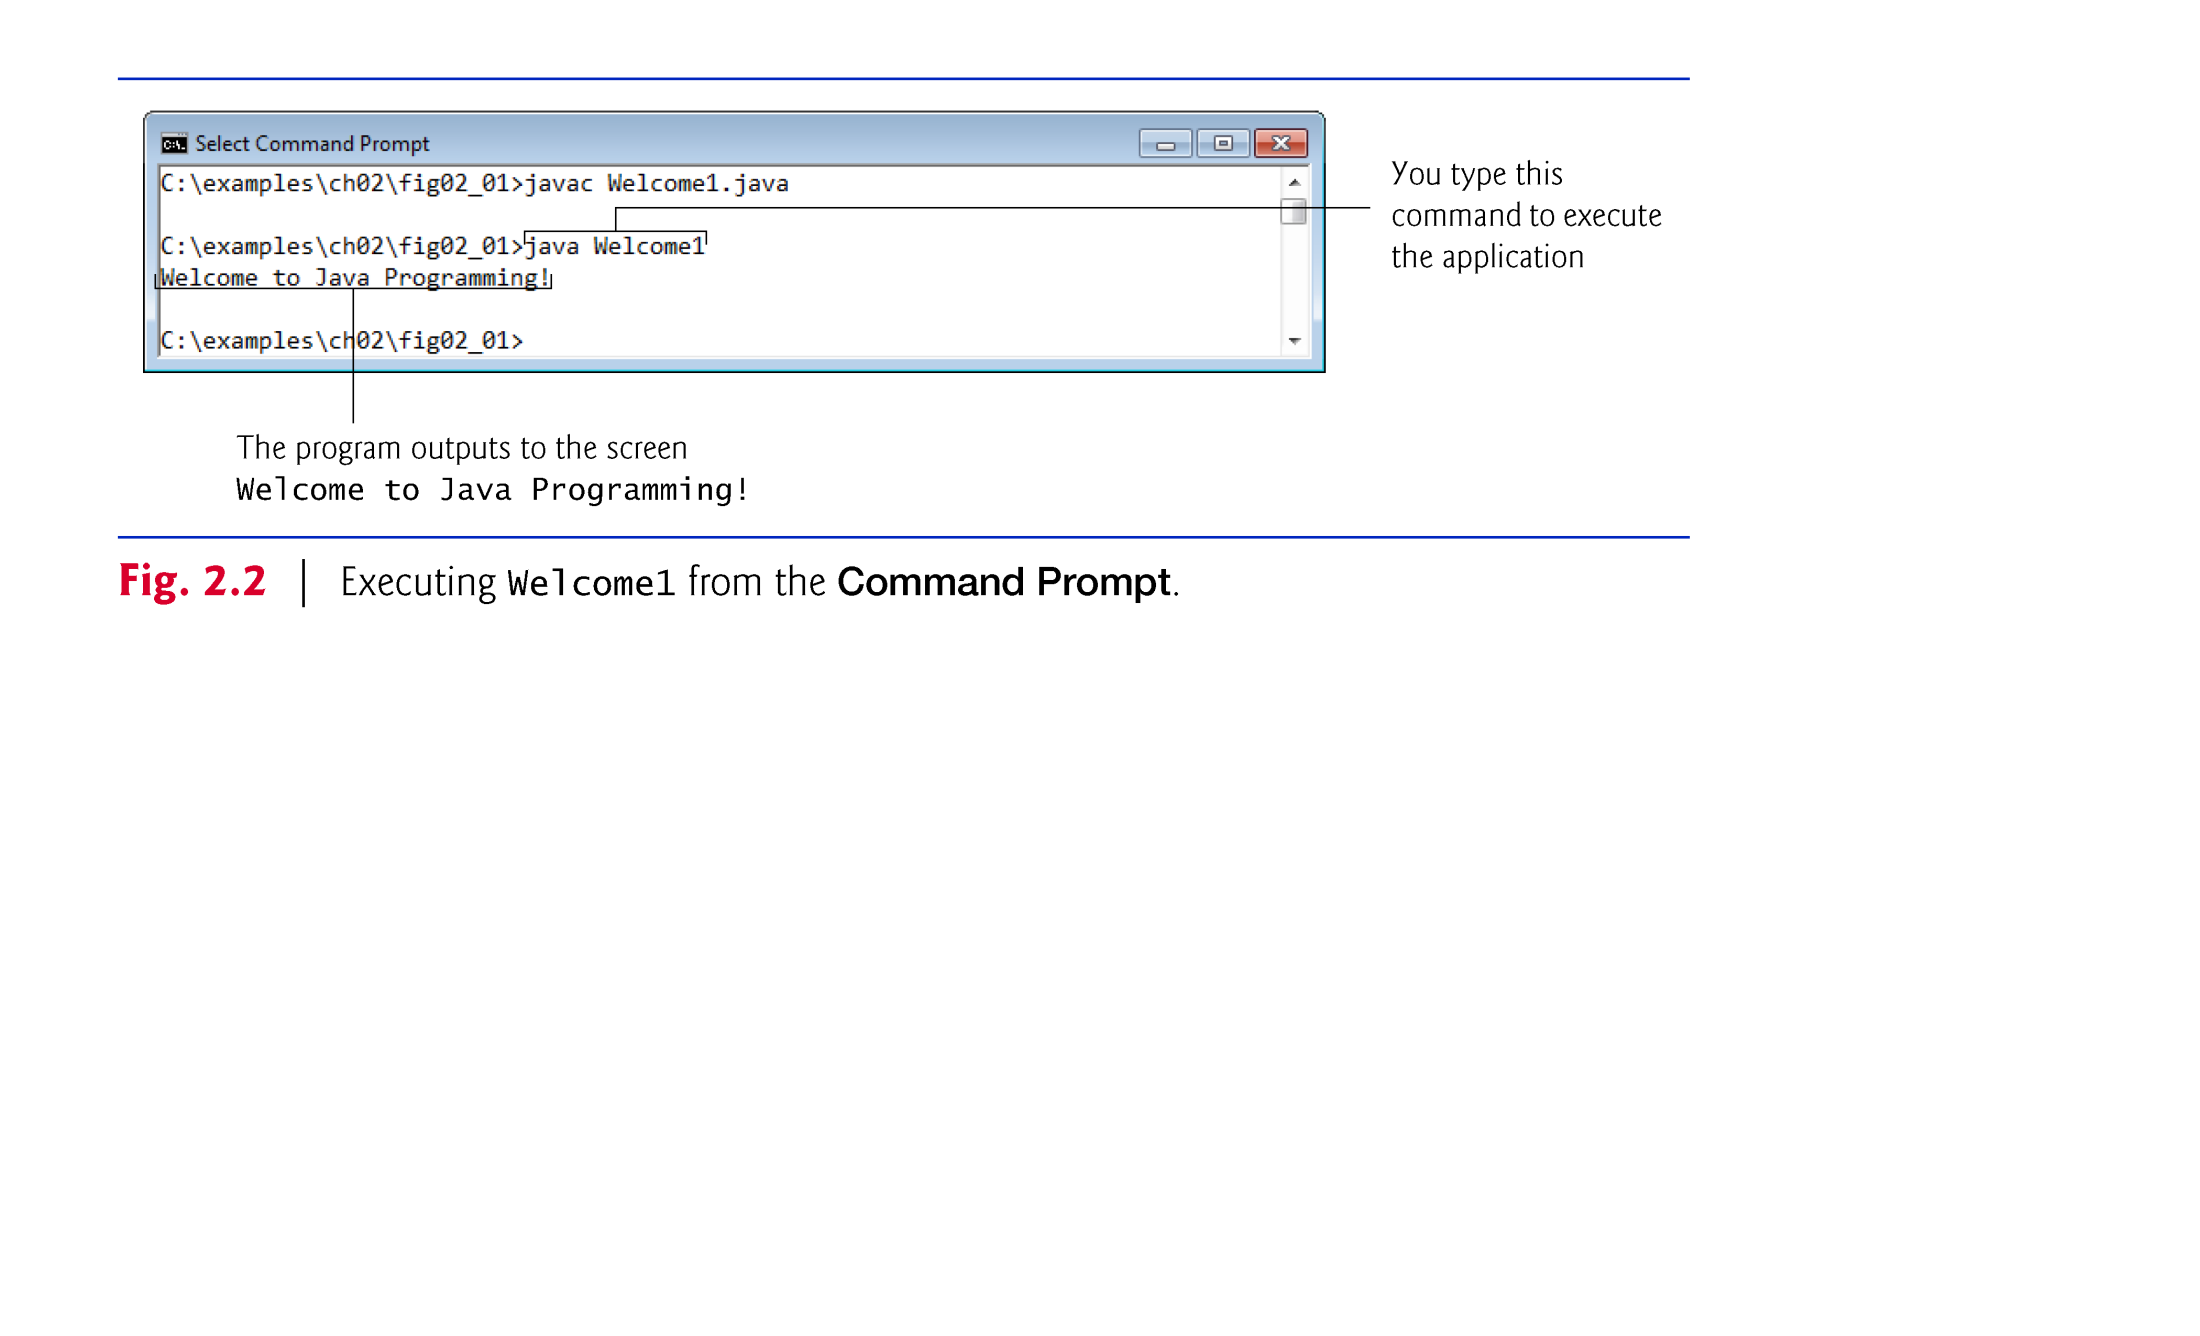 Select Command Prompt
C:\examples\ch02\fig02_01>javac Welcome1.java
C:\examples\ch02\fig02_01>java Welcome1
Welcome to Java Programming!
C:\examples\ch02\fig02_01>
You type this
command to execute
the application
The program outputs to the screen
Welcome to Java Programming!
Fig. 2.2 | Executing Welcome1 from the Command Prompt.